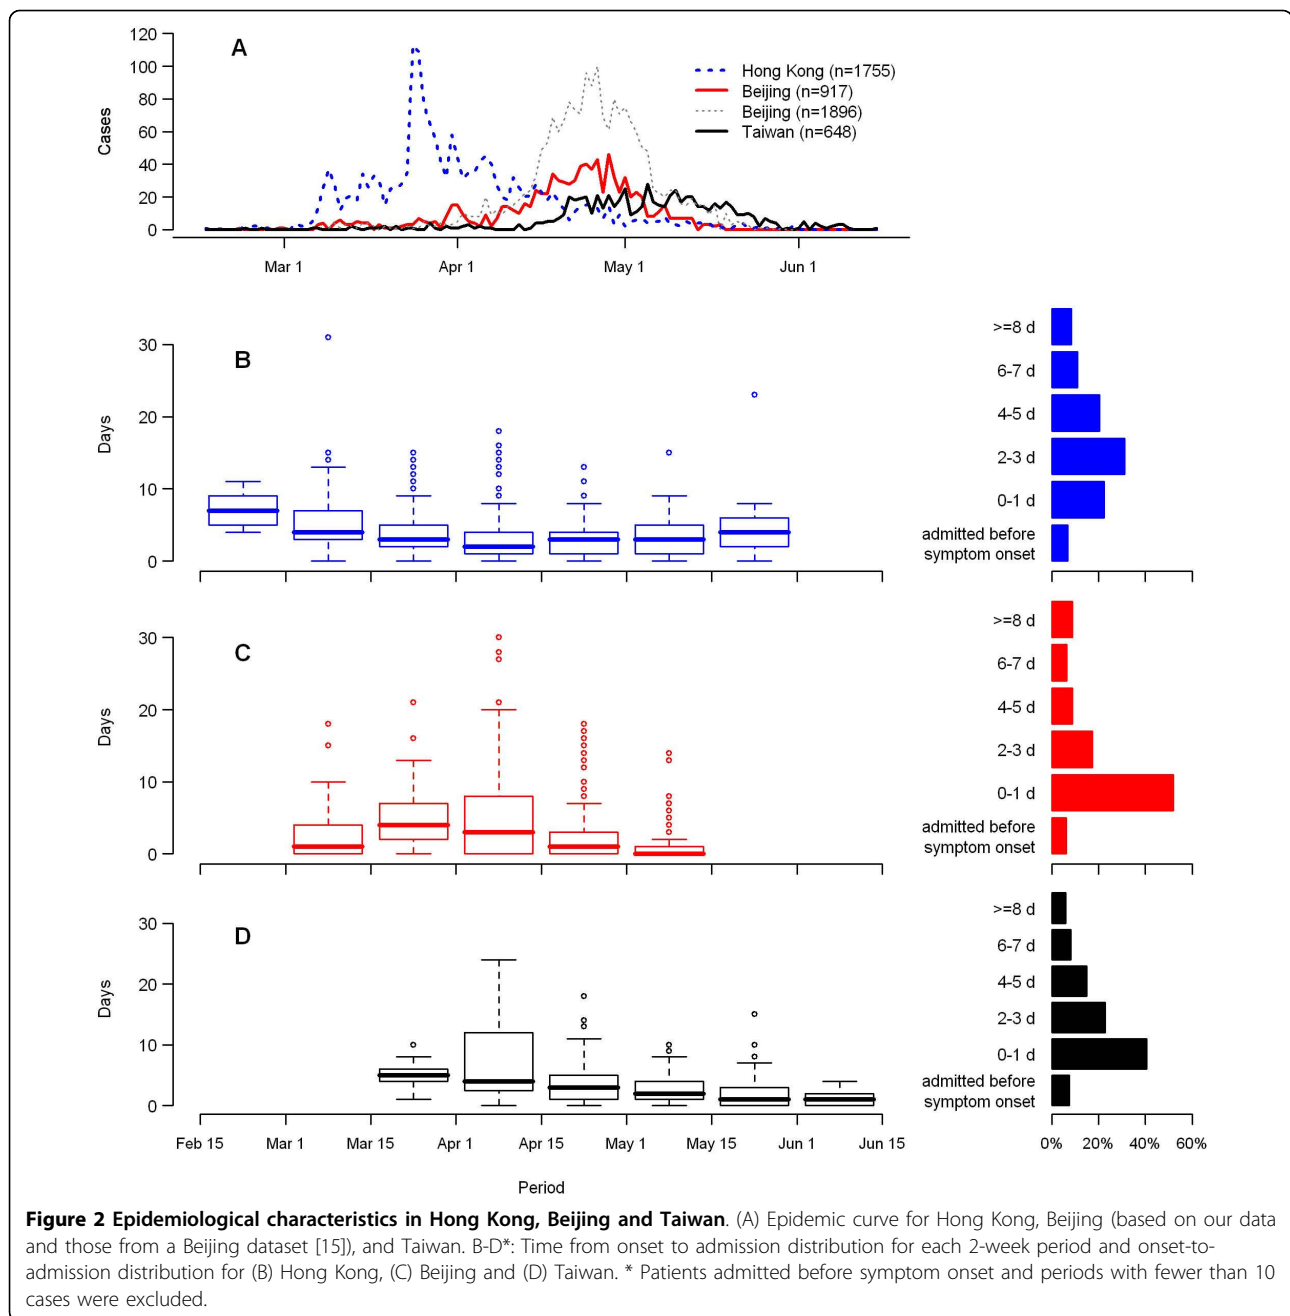 A
120
100
80
60
40
20
0
Cases
Hong Kong (n=1755)
Beijing (n=917)
Beijing (n=1896)
Taiwan (n=648)
Mar 1 Apr 1 May 1 Jun 1
B
30
20
10
0
Days
>=8 d
6-7 d
4-5 d
2-3 d
0-1 d
admitted before
symptom onset
C
30
20
10
0
Days
>=8 d
6-7 d
4-5 d
2-3 d
0-1 d
admitted before
symptom onset
D
30
20
10
0
Days
>=8 d
6-7 d
4-5 d
2-3 d
0-1 d
admitted before
symptom onset
Feb 15 Mar 1 Mar 15 Apr 1 Apr 15 May 1 May 15 Jun 1 Jun 15
0% 20% 40% 60%
Period
Figure 2 Epidemiological characteristics in Hong Kong, Beijing and Taiwan. (A) Epidemic curve for Hong Kong, Beijing (based on our data
and those from a Beijing dataset [15]), and Taiwan. B-D*: Time from onset to admission distribution for each 2-week period and onset-to-
admission distribution for (B) Hong Kong, (C) Beijing and (D) Taiwan. * Patients admitted before symptom onset and periods with fewer than 10
cases were excluded.